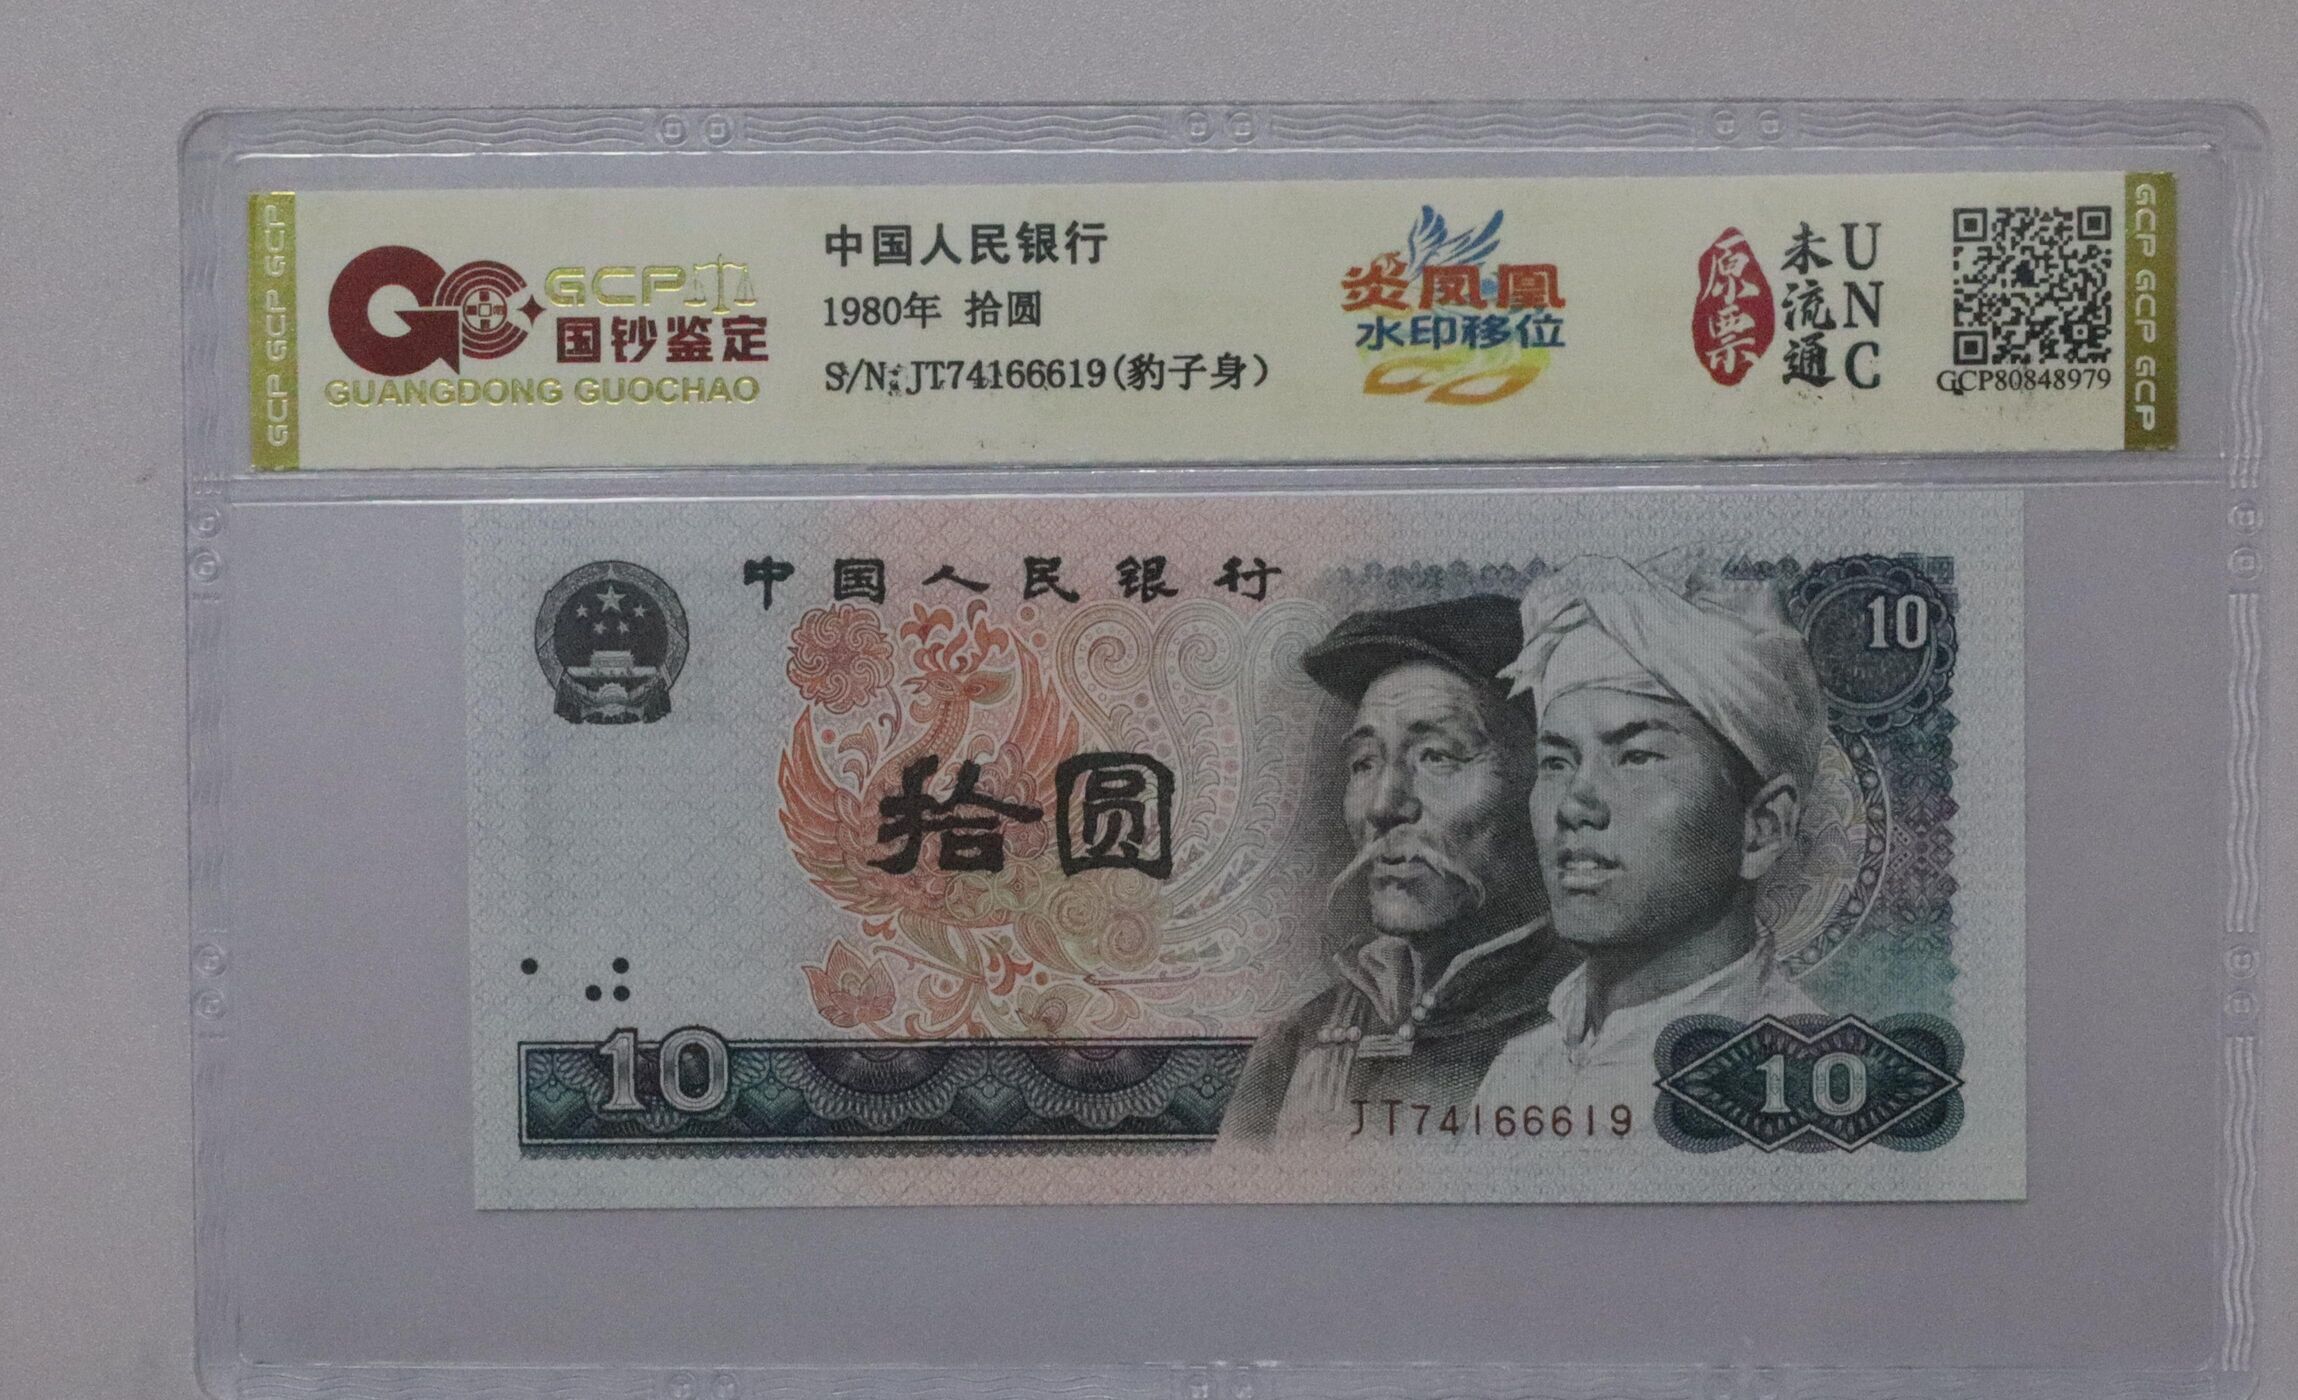 GCP GCP GCP
GCP
国钞鉴定
GUANGDONG GUOCHAO
中国人民银行
1980年 拾圆
S/N:JT74166619(豹子身)
炎凤凰
水印移位
原票
未流通
UNC
GCP80848979
GCP GCP GCP
中国人民银行
10
拾圆
10
JT74166619
10